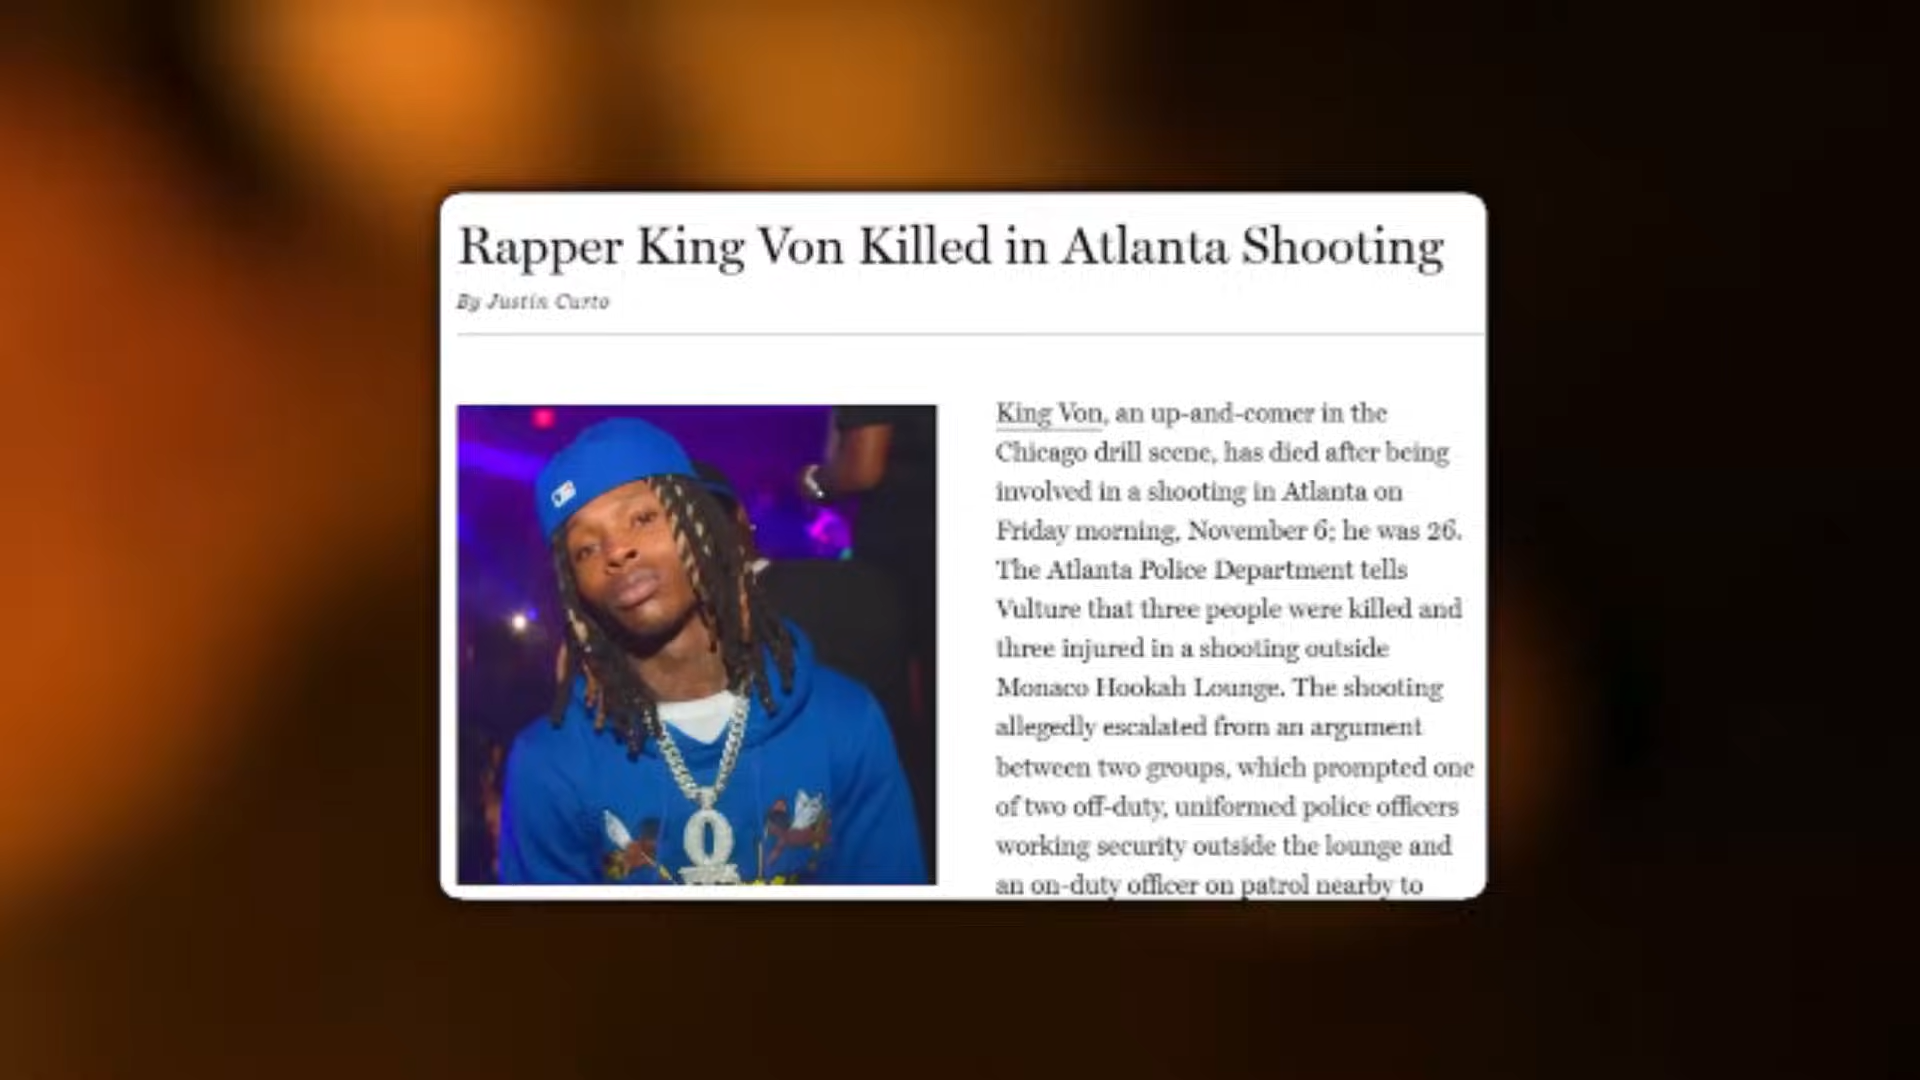 Rapper King Von Killed in Atlanta Shooting
By Justin Curto
King Von, an up-and-comer in the
Chicago drill scene, has died after being
involved in a shooting in Atlanta on
Friday morning, November 6; he was 26.
The Atlanta Police Department tells
Vulture that three people were killed and
three injured in a shooting outside
Monaco Hookah Lounge. The shooting
allegedly escalated from an argument
between two groups, which prompted one
of two off-duty, uniformed police officers
working security outside the lounge and
an on-duty officer on patrol nearby to